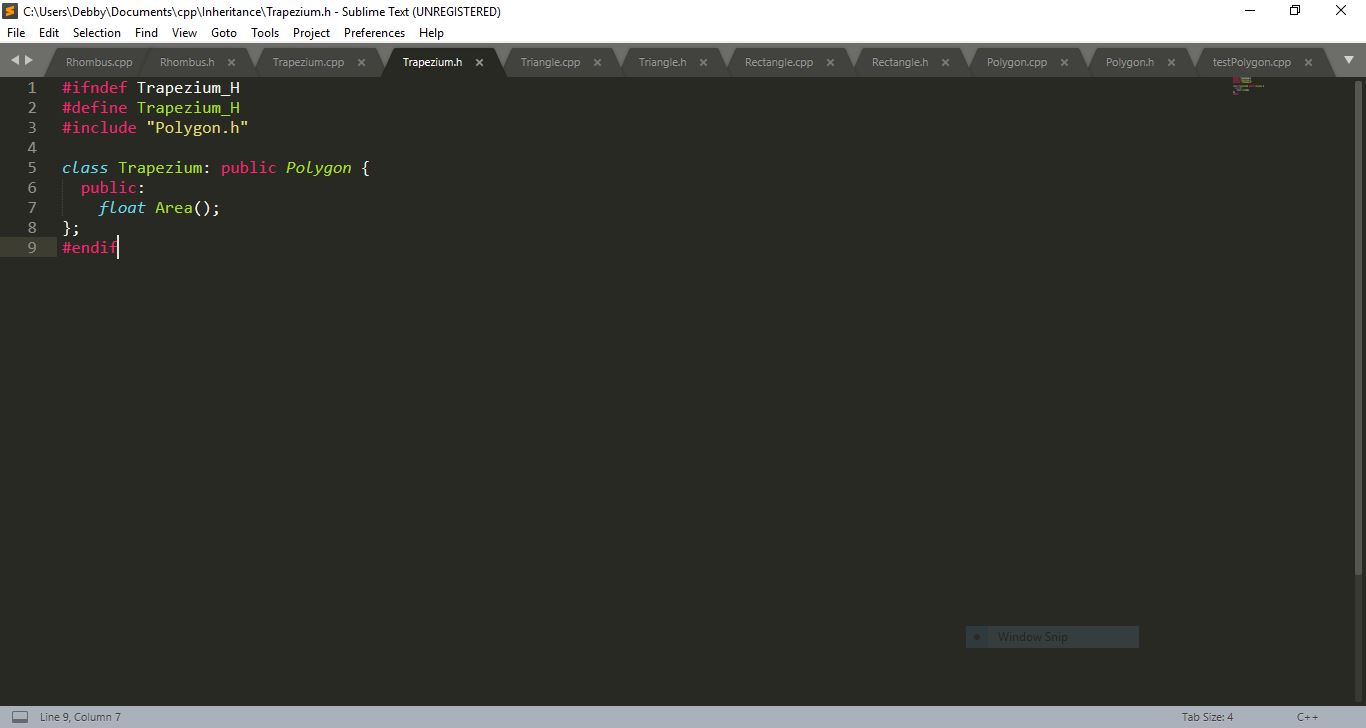 C:\Users\Debby\Documents\cpp\Inheritance\Trapezium.h - Sublime Text (UNREGISTERED)
File Edit Selection Find View Goto Tools Project Preferences Help
Rhombus.cpp Rhombus.h Trapezium.cpp Trapezium.h Triangle.cpp Triangle.h Rectangle.cpp Rectangle.h Polygon.cpp Polygon.h testPolygon.cpp
1 #ifndef Trapezium_H
2 #define Trapezium_H
3 #include "Polygon.h"
4
5 class Trapezium: public Polygon {
6 public:
7 float Area();
8 };
9 #endif
Window Snip
Line 9, Column 7 Tab Size: 4 C++